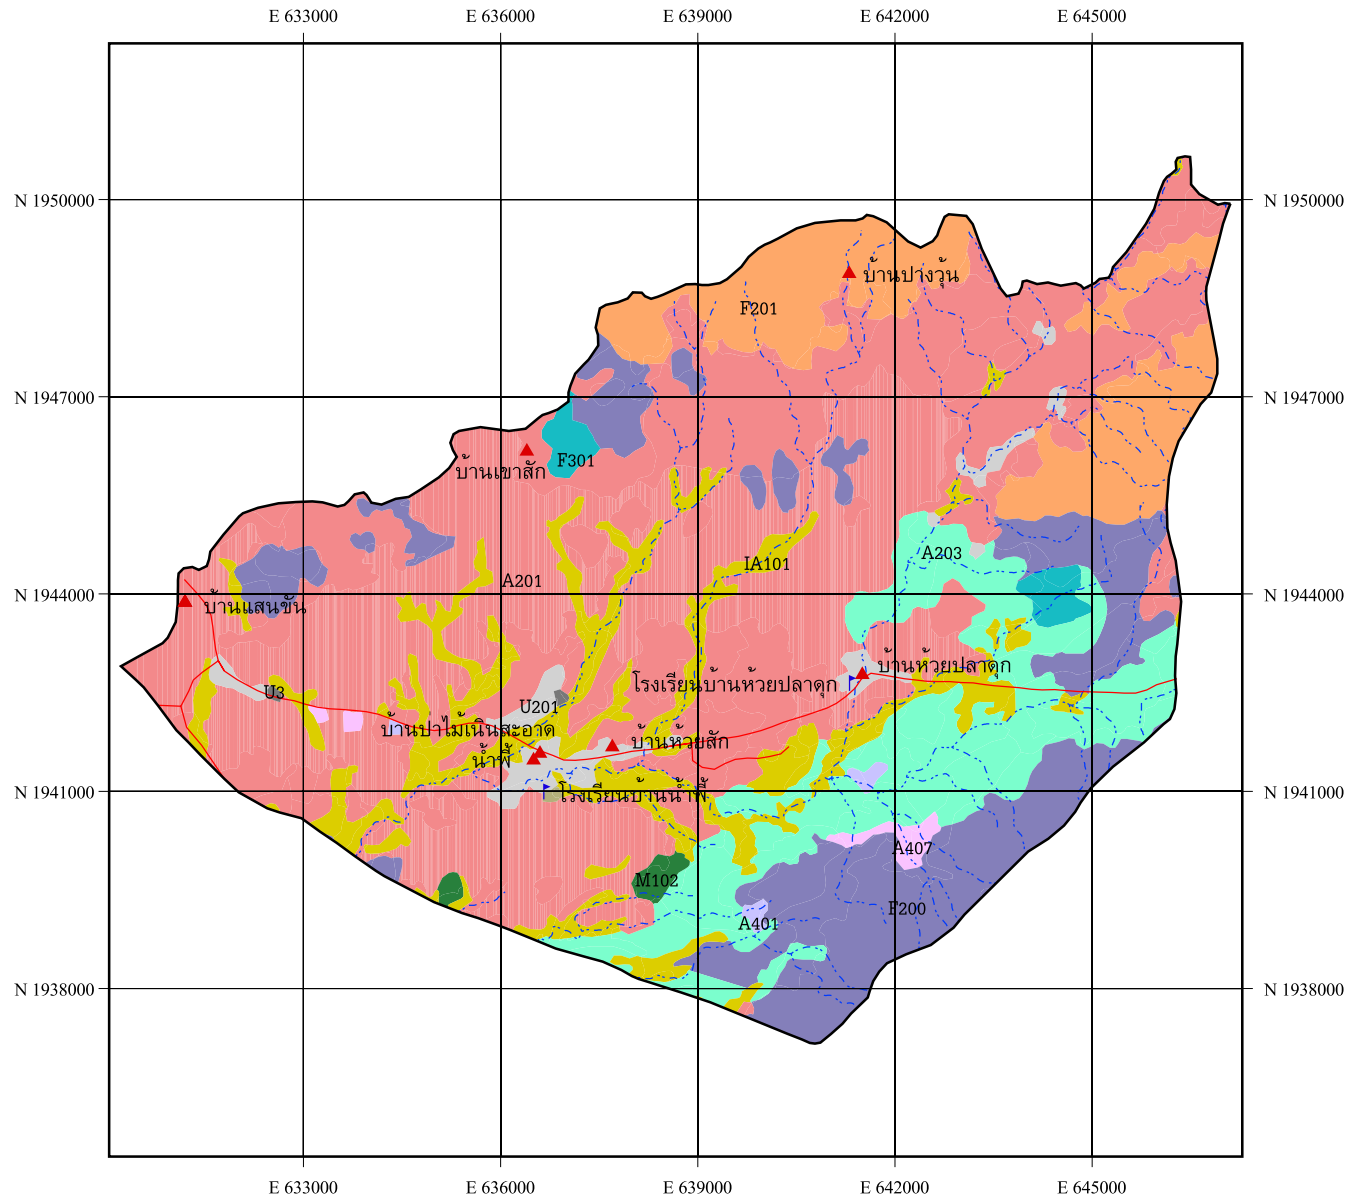 E 633000 E 636000 E 639000 E 642000 E 645000
N 1950000 N 1950000
บ้านปางวุ้น
F201
N 1947000 N 1947000
F301
บ้านเขาสัก
A203
IA101
A201
N 1944000 N 1944000
บ้านแสนขัน
บ้านห้วยปลาดุก
โรงเรียนบ้านห้วยปลาดุก
U3
U201
บ้านป่าไม้เนินสะอาด
บ้านห้วยสัก
น้ำพี้
N 1941000 N 1941000
โรงเรียนบ้านน้ำพี้
A407
M102
F200
A401
N 1938000 N 1938000
E 633000 E 636000 E 639000 E 642000 E 645000